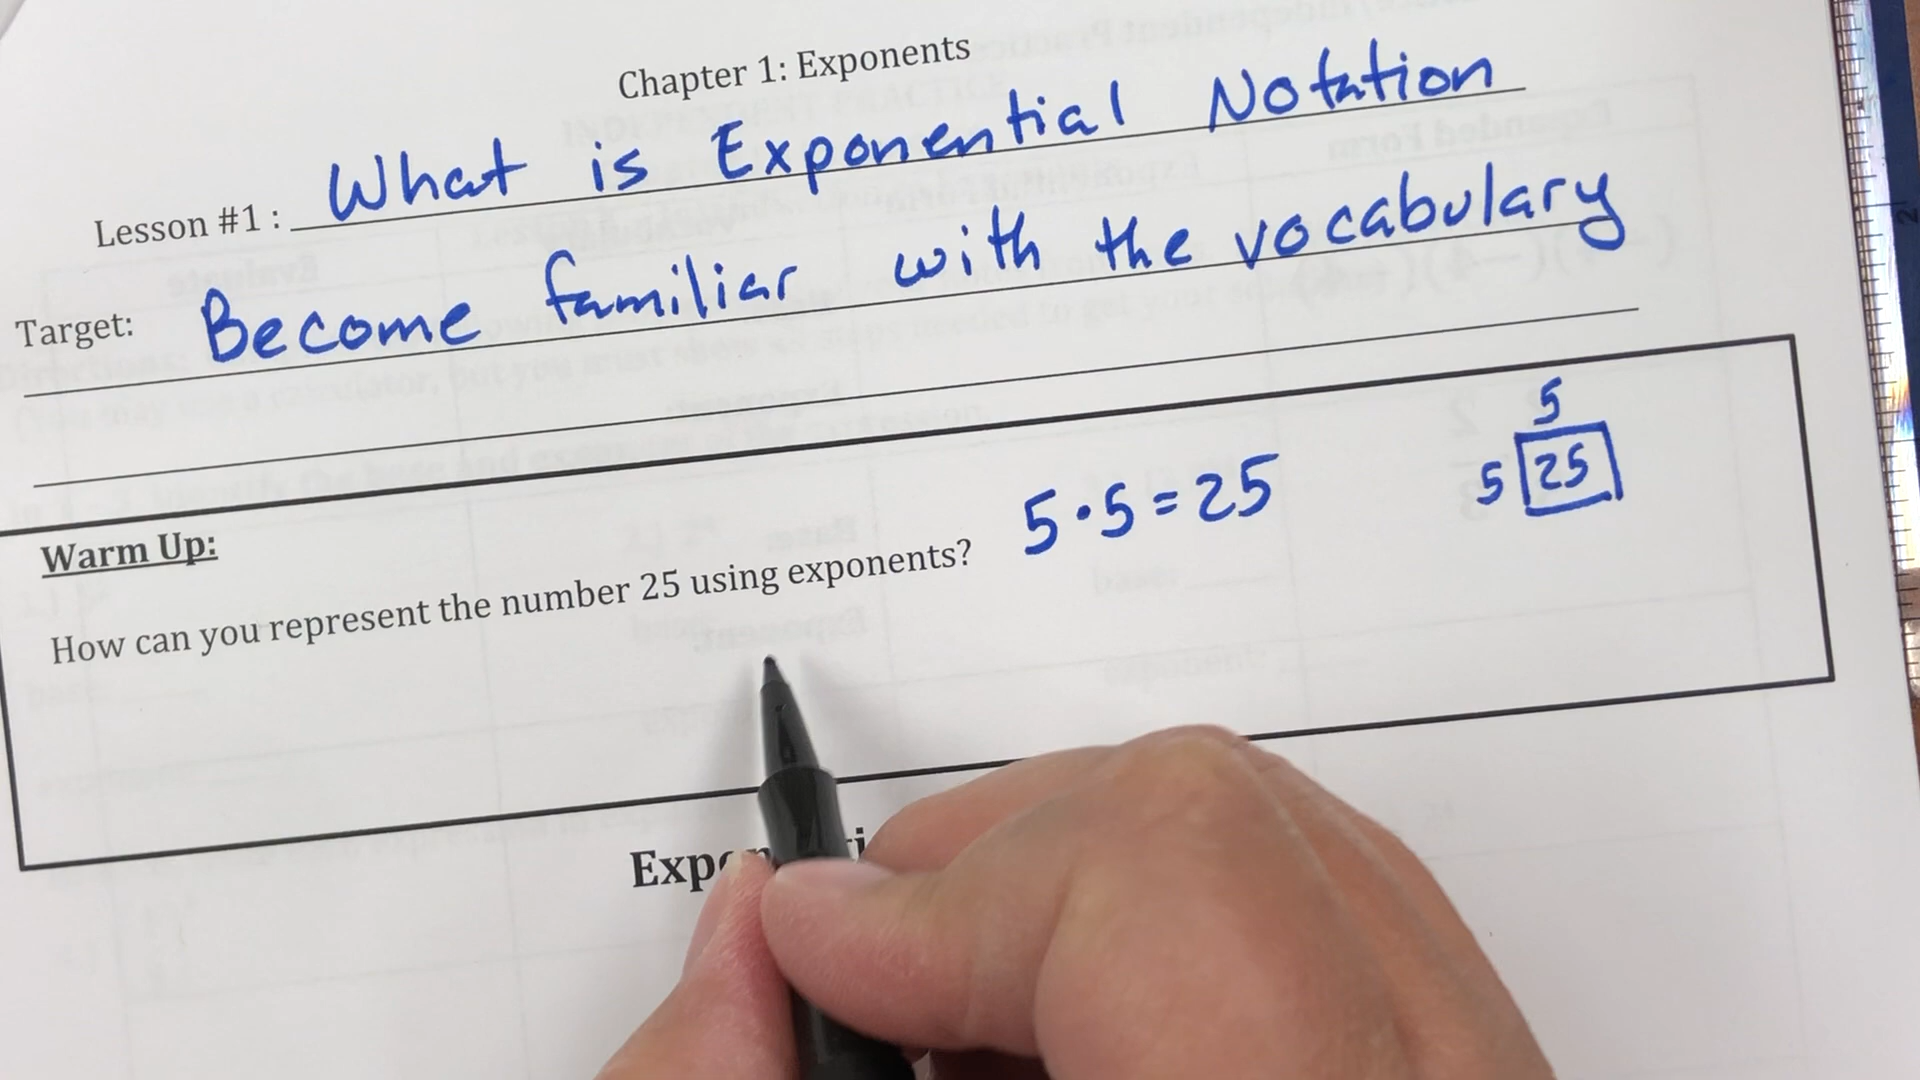 Chapter 1: Exponents
Lesson #1 : What is Exponential Notation
Target: Become familiar with the vocabulary
Warm Up:
How can you represent the number 25 using exponents?
5 · 5 = 25
5
5 25